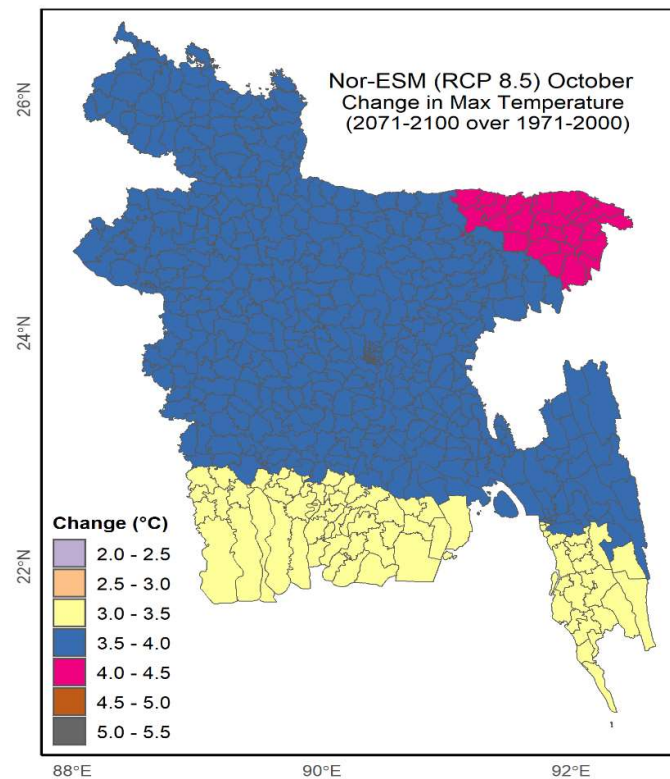 Nor-ESM (RCP 8.5) October
Change in Max Temperature
(2071-2100 over 1971-2000)
26°N
24°N
22°N
Change (°C)
2.0 - 2.5
2.5 - 3.0
3.0 - 3.5
3.5 - 4.0
4.0 - 4.5
4.5 - 5.0
5.0 - 5.5
88°E
90°E
92°E